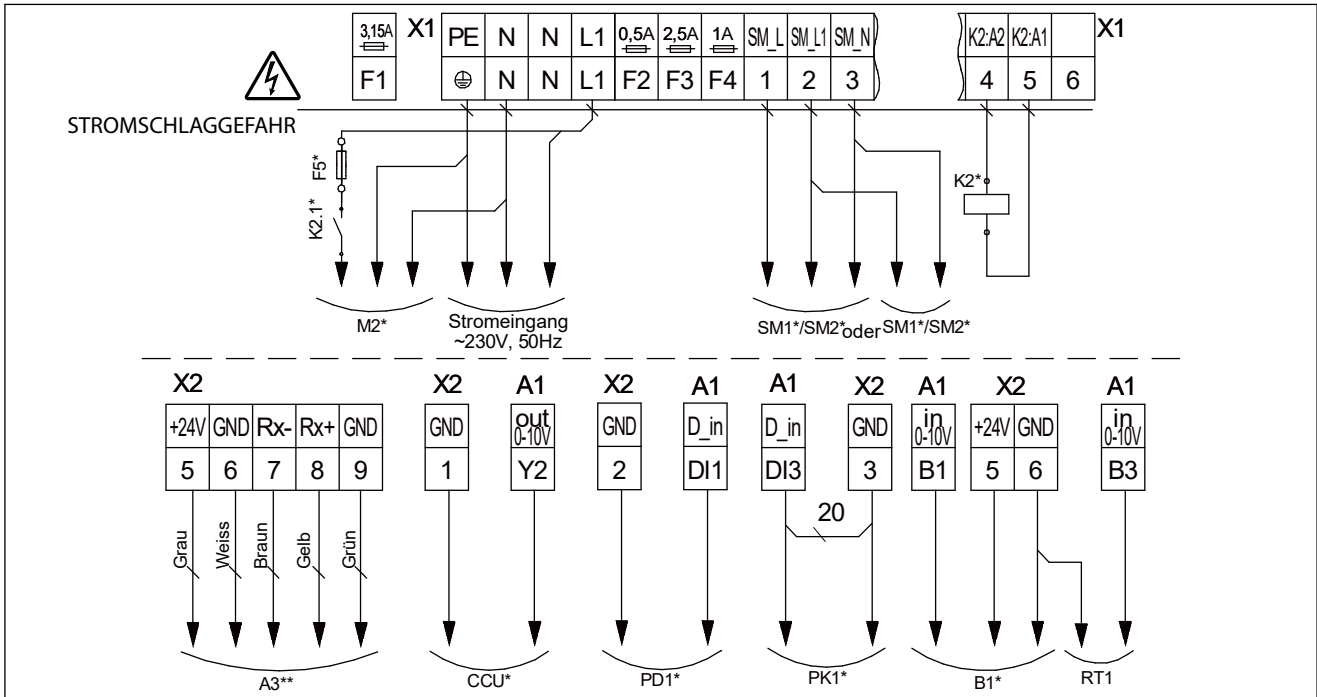 3,15A X1 PE N N L1 0,5A 2,5A 1A SM_L SM_L1 SM_N K2:A2 K2:A1 X1
F1 N N L1 F2 F3 F4 1 2 3 4 5 6
STROMSCHLAGGEFAHR
F5*
K2.1*
K2*
M2*
Stromeingang
~230V, 50Hz
SM1*/SM2* oder SM1*/SM2*
X2 X2 A1 X2 A1 A1 X2 A1 X2 A1
+24V GND Rx- Rx+ GND GND out 0-10V GND D_in D_in GND in 0-10V +24V GND in 0-10V
5 6 7 8 9 1 Y2 2 DI1 DI3 3 B1 5 6 B3
20
Grau Weiss Braun Gelb Grün
A3** CCU* PD1* PK1* B1* RT1